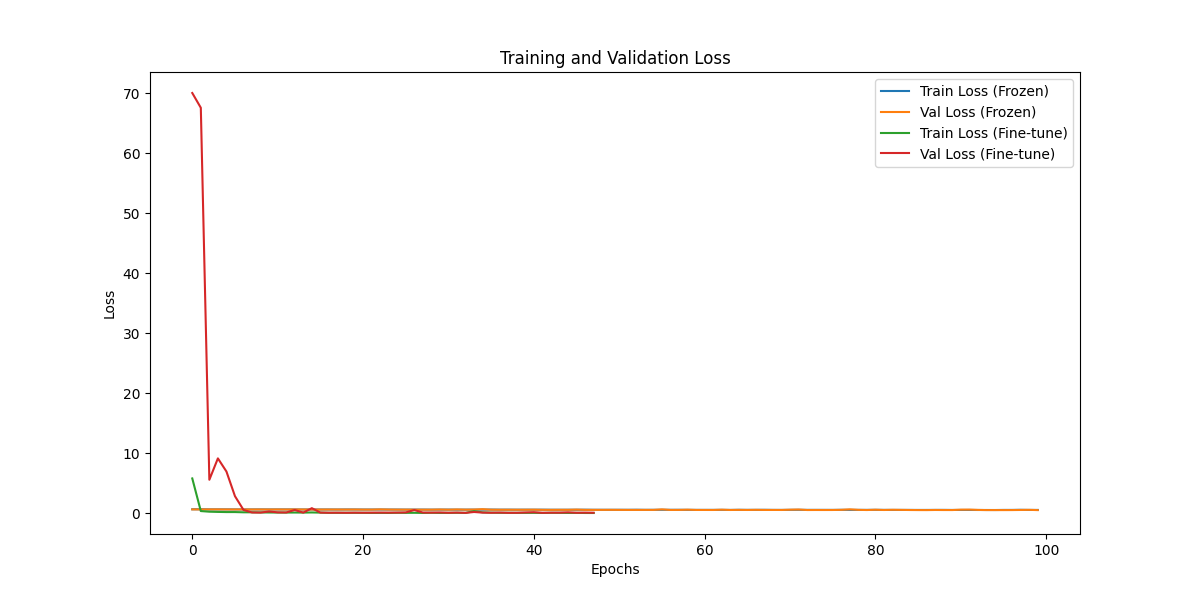 Training and Validation Loss
Train Loss (Frozen)
Val Loss (Frozen)
Train Loss (Fine-tune)
Val Loss (Fine-tune)
70
60
50
40
30
20
10
0
Loss
0 20 40 60 80 100
Epochs